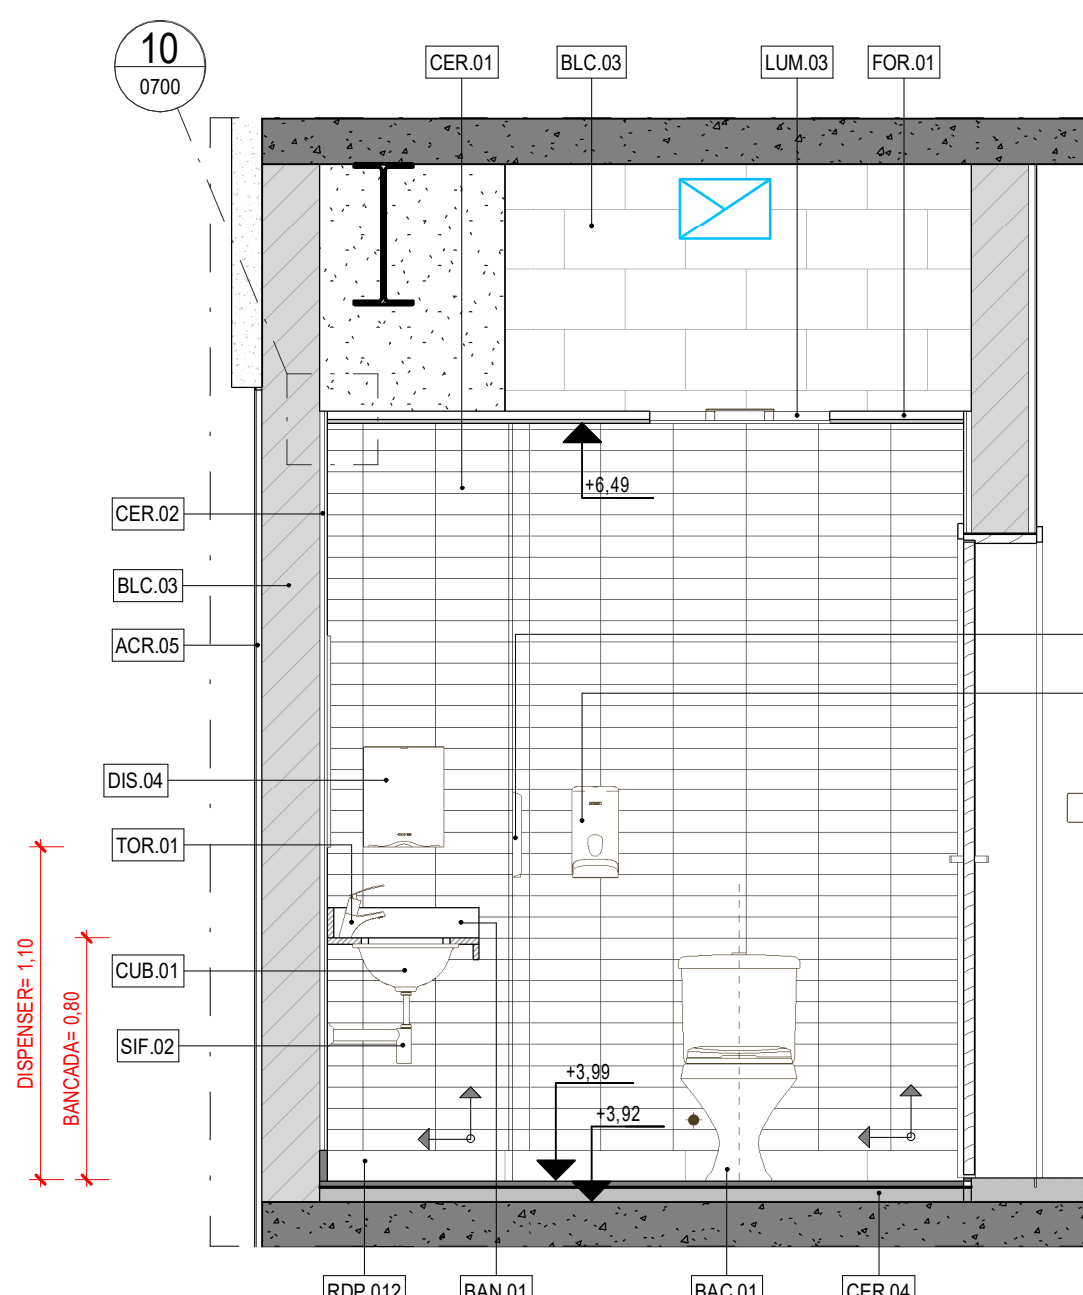 10
0700
CER.01
BLC.03
LUM.03
FOR.01
+6,49
CER.02
BLC.03
ACR.05
DIS.04
TOR.01
CUB.01
SIF.02
DISPENSER= 1,10
BANCADA= 0,80
+3,99
+3,92
RDP.012
BAN.01
BAC.01
CER.04